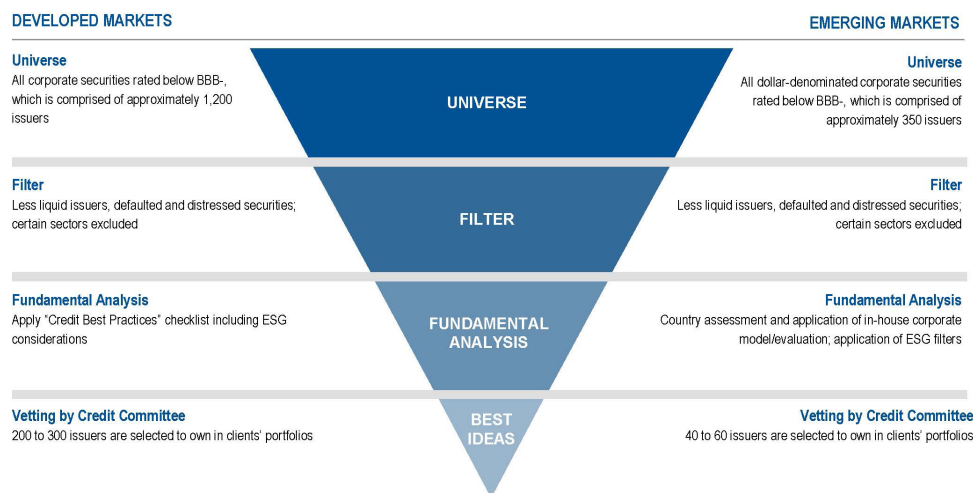 DEVELOPED MARKETS
EMERGING MARKETS
Universe
All corporate securities rated below BBB-,
which is comprised of approximately 1,200
issuers
UNIVERSE
Universe
All dollar-denominated corporate securities
rated below BBB-, which is comprised of
approximately 350 issuers
Filter
Less liquid issuers, defaulted and distressed securities;
certain sectors excluded
FILTER
Filter
Less liquid issuers, defaulted and distressed securities;
certain sectors excluded
Fundamental Analysis
Apply "Credit Best Practices" checklist including ESG
considerations
FUNDAMENTAL
ANALYSIS
Fundamental Analysis
Country assessment and application of in-house corporate
model/evaluation; application of ESG filters
Vetting by Credit Committee
200 to 300 issuers are selected to own in clients' portfolios
BEST
IDEAS
Vetting by Credit Committee
40 to 60 issuers are selected to own in clients' portfolios